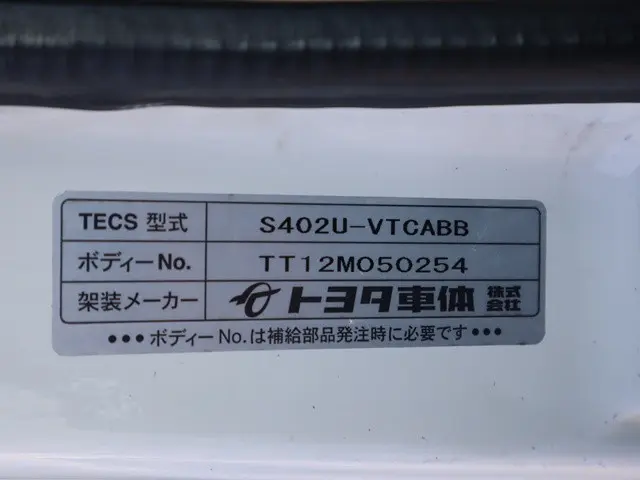 TECS 型式 S402U-VTCABB
ボディーNo. TT12M050254
架装メーカー トヨタ車体 株式会社
●●●ボディーNo.は補給部品発注時に必要です●●●